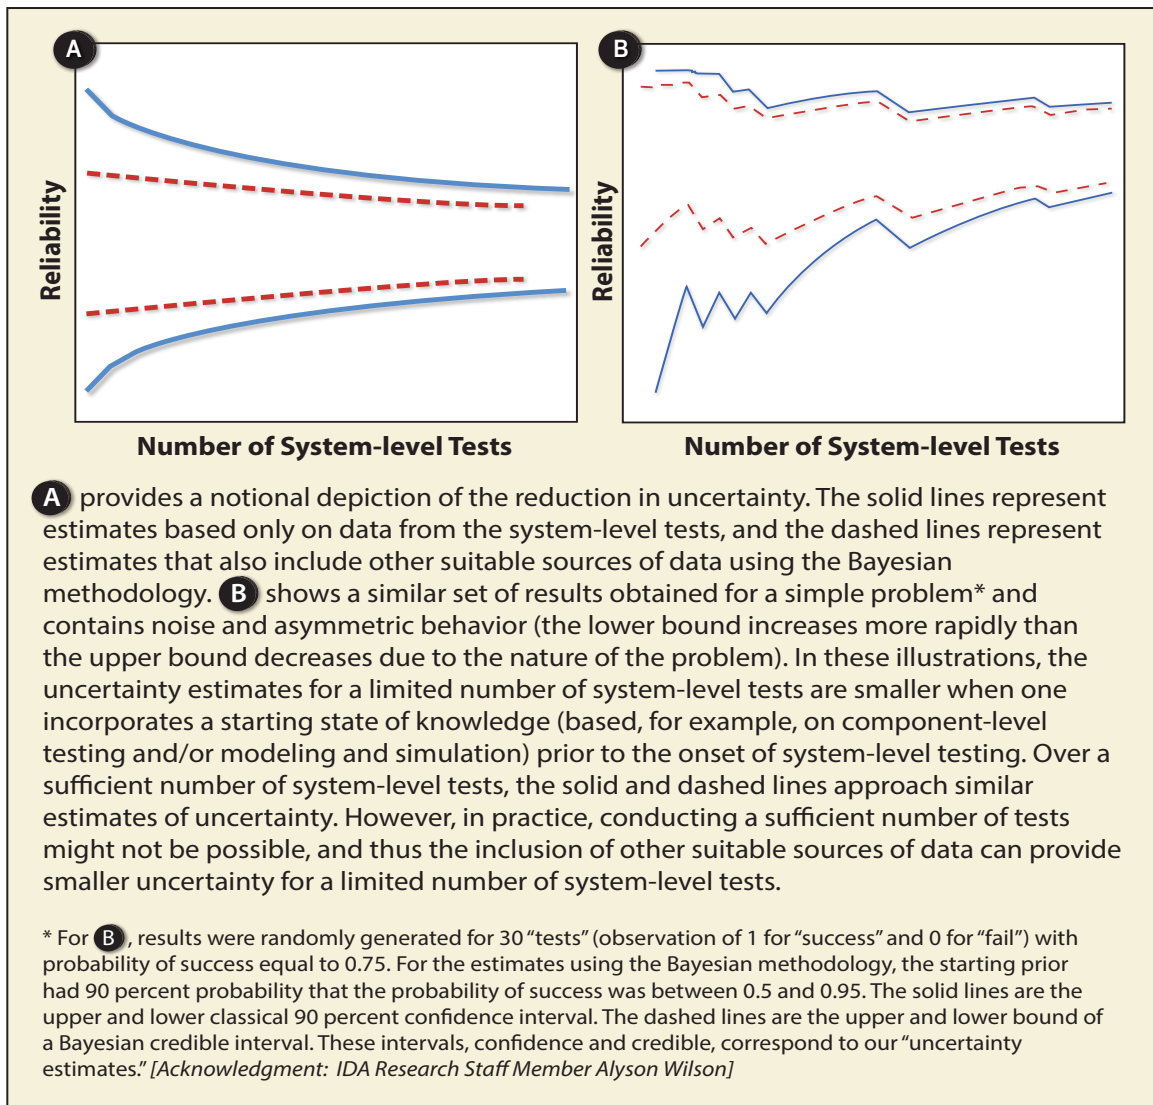 A
B
Reliability
Reliability
Number of System-level Tests
Number of System-level Tests
A provides a notional depiction of the reduction in uncertainty. The solid lines represent
estimates based only on data from the system-level tests, and the dashed lines represent
estimates that also include other suitable sources of data using the Bayesian
methodology. B shows a similar set of results obtained for a simple problem* and
contains noise and asymmetric behavior (the lower bound increases more rapidly than
the upper bound decreases due to the nature of the problem). In these illustrations, the
uncertainty estimates for a limited number of system-level tests are smaller when one
incorporates a starting state of knowledge (based, for example, on component-level
testing and/or modeling and simulation) prior to the onset of system-level testing. Over a
sufficient number of system-level tests, the solid and dashed lines approach similar
estimates of uncertainty. However, in practice, conducting a sufficient number of tests
might not be possible, and thus the inclusion of other suitable sources of data can provide
smaller uncertainty for a limited number of system-level tests.
* For B, results were randomly generated for 30 “tests” (observation of 1 for “success” and 0 for “fail”) with
probability of success equal to 0.75. For the estimates using the Bayesian methodology, the starting prior
had 90 percent probability that the probability of success was between 0.5 and 0.95. The solid lines are the
upper and lower classical 90 percent confidence interval. The dashed lines are the upper and lower bound of
a Bayesian credible interval. These intervals, confidence and credible, correspond to our “uncertainty
estimates.” [Acknowledgment: IDA Research Staff Member Alyson Wilson]